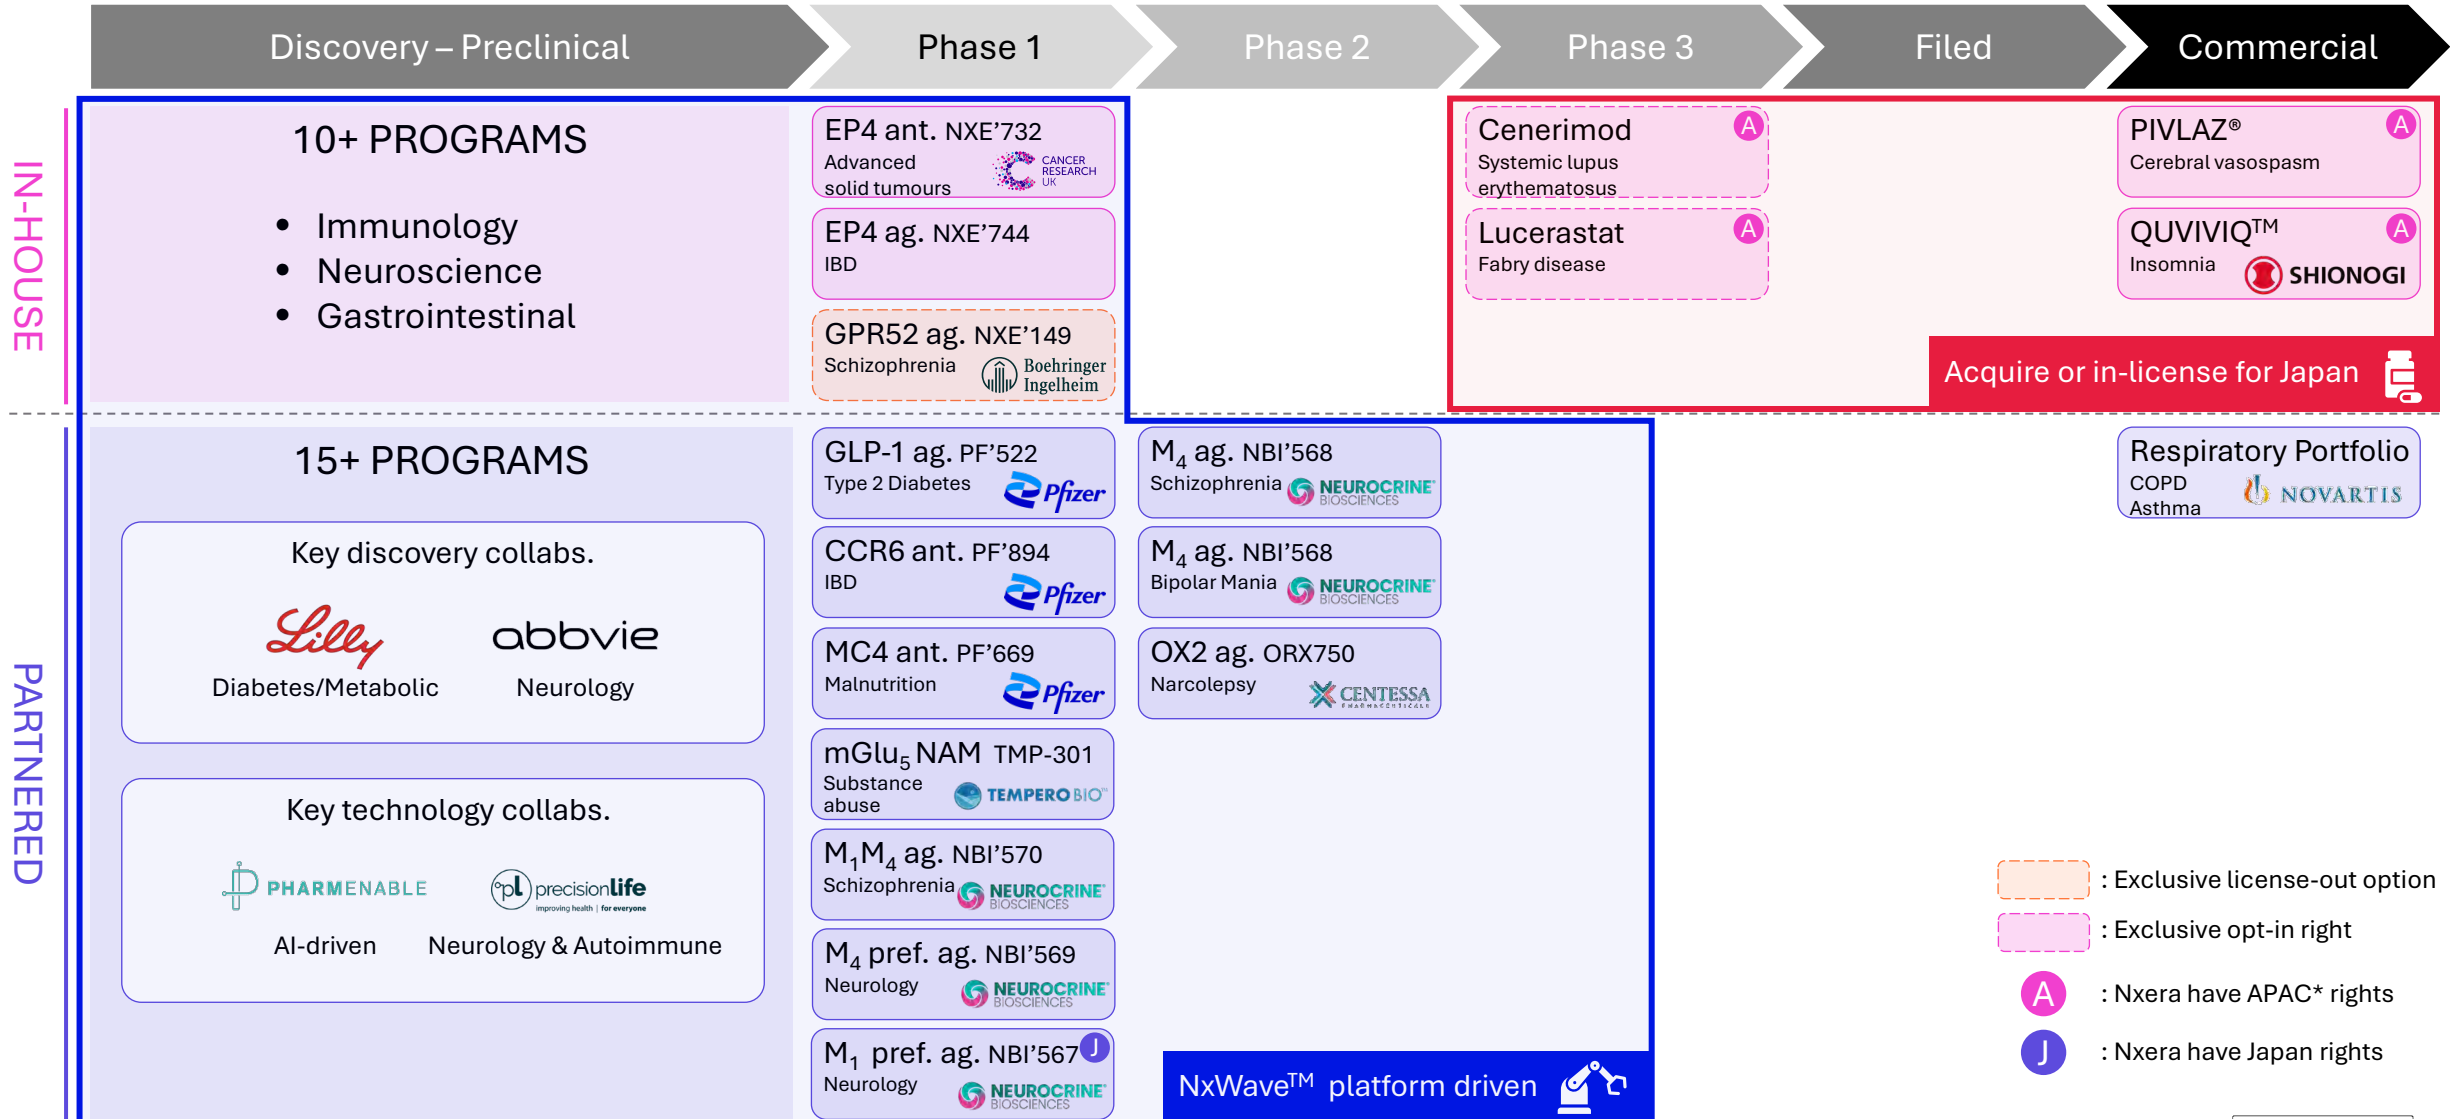 Discovery – Preclinical
Phase 1
Phase 2
Phase 3
Filed
Commercial
IN-HOUSE
10+ PROGRAMS
• Immunology
• Neuroscience
• Gastrointestinal
EP4 ant. NXE’732
Advanced
solid tumours
CANCER
RESEARCH
UK
EP4 ag. NXE’744
IBD
GPR52 ag. NXE’149
Schizophrenia
Boehringer
Ingelheim
Cenerimod
A
Systemic lupus
erythematosus
Lucerastat
A
Fabry disease
PIVLAZ®
A
Cerebral vasospasm
QUVIVIQ™
A
Insomnia
SHIONOGI
Acquire or in-license for Japan
PARTNERED
15+ PROGRAMS
Key discovery collabs.
Lilly
abbvie
Diabetes/Metabolic
Neurology
Key technology collabs.
PHARMENABLE
pl precisionlife
improving health | for everyone
AI-driven
Neurology & Autoimmune
GLP-1 ag. PF’522
Type 2 Diabetes
Pfizer
CCR6 ant. PF’894
IBD
Pfizer
MC4 ant. PF’669
Malnutrition
Pfizer
mGlu₅ NAM TMP-301
Substance
abuse
TEMPERO BIO™
M₁M₄ ag. NBI’570
Schizophrenia
NEUROCRINE®
BIOSCIENCES
M₄ pref. ag. NBI’569
Neurology
NEUROCRINE®
BIOSCIENCES
M₁ pref. ag. NBI’567
J
Neurology
NEUROCRINE®
BIOSCIENCES
M₄ ag. NBI’568
Schizophrenia
NEUROCRINE®
BIOSCIENCES
M₄ ag. NBI’568
Bipolar Mania
NEUROCRINE®
BIOSCIENCES
OX2 ag. ORX750
Narcolepsy
CENTESSA
PHARMACEUTICALS
NxWave™ platform driven
Respiratory Portfolio
COPD
Asthma
NOVARTIS
: Exclusive license-out option
: Exclusive opt-in right
A : Nxera have APAC* rights
J : Nxera have Japan rights